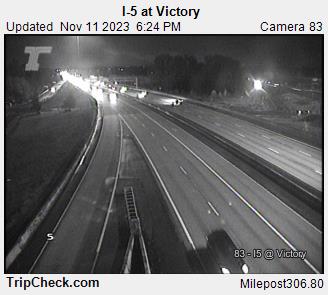 I-5 at Victory
Updated Nov 11 2023 6:24 PM Camera 83
T
S
83 - I5 @ Victory
TripCheck.com Milepost306.80